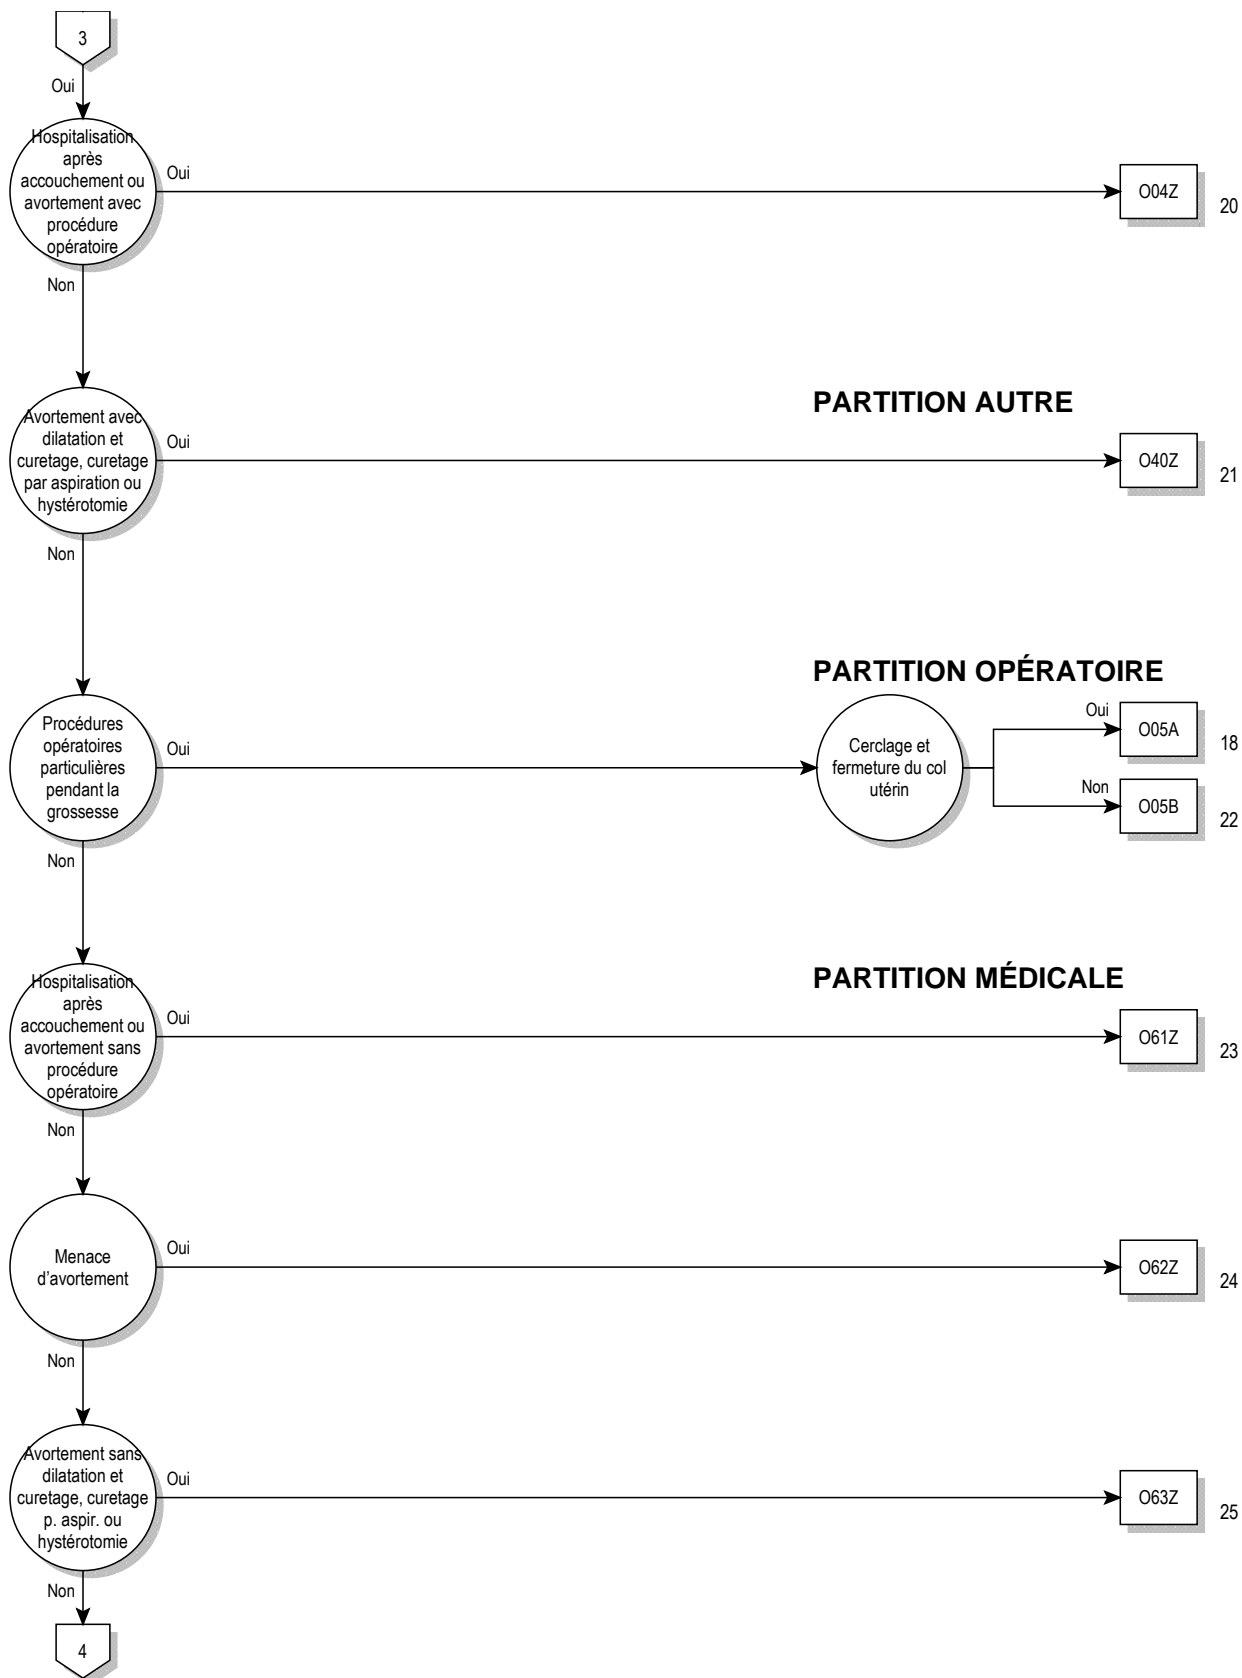 3
Oui
Hospitalisation
après
accouchement ou
avortement avec
procédure
opératoire
Oui
O04Z
20
Non
PARTITION AUTRE
Avortement avec
dilatation et
curetage, curetage
par aspiration ou
hystérotomie
Oui
O40Z
21
Non
PARTITION OPÉRATOIRE
Procédures
opératoires
particulières
pendant la
grossesse
Oui
Cerclage et
fermeture du col
utérin
Oui
O05A
18
Non
O05B
22
Non
PARTITION MÉDICALE
Hospitalisation
après
accouchement ou
avortement sans
procédure
opératoire
Oui
O61Z
23
Non
Menace
d'avortement
Oui
O62Z
24
Non
Avortement sans
dilatation et
curetage, curetage
p. aspir. ou
hystérotomie
Oui
O63Z
25
Non
4